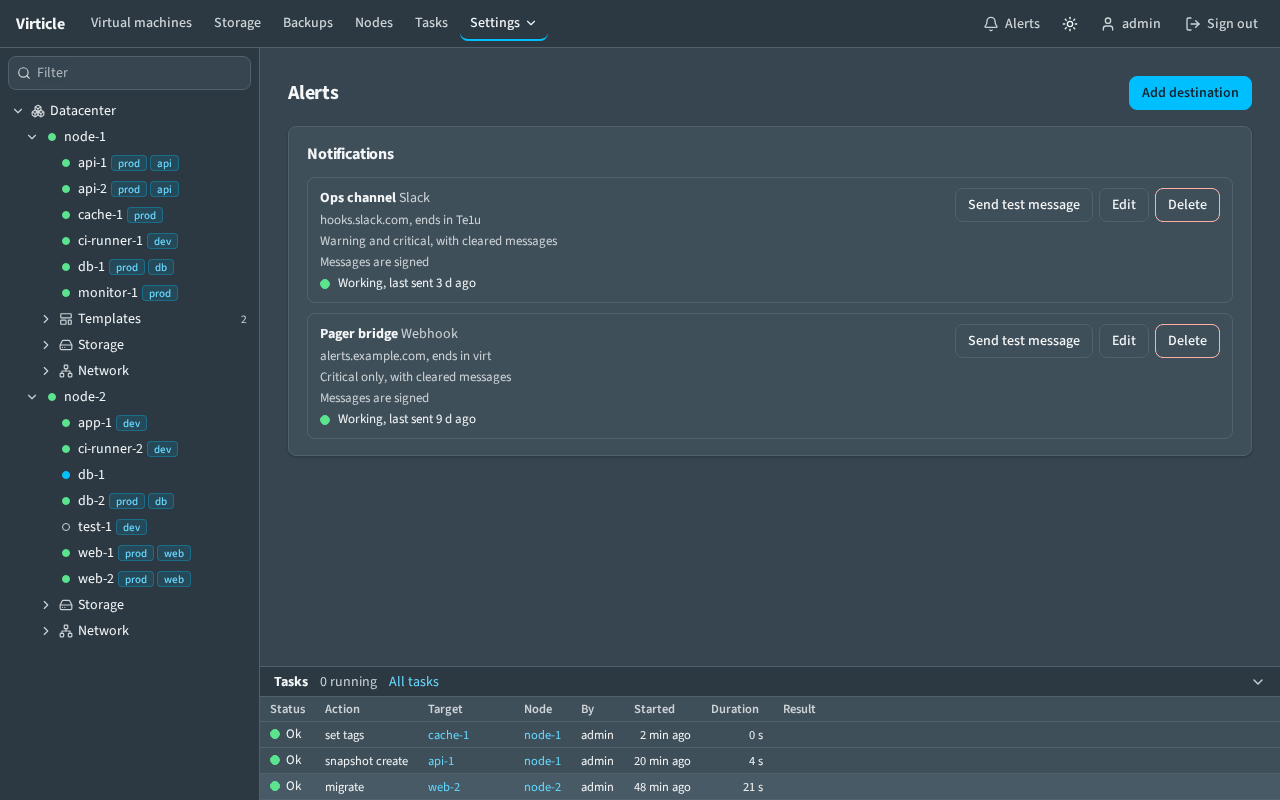 Virticle Virtual machines Storage Backups Nodes Tasks Settings Alerts admin Sign out
Filter
Datacenter
node-1
api-1 prod api
api-2 prod api
cache-1 prod
ci-runner-1 dev
db-1 prod db
monitor-1 prod
Templates 2
Storage
Network
node-2
app-1 dev
ci-runner-2 dev
db-1
db-2 prod db
test-1 dev
web-1 prod web
web-2 prod web
Storage
Network
Alerts Add destination
Notifications
Ops channel Slack Send test message Edit Delete
hooks.slack.com, ends in Te1u
Warning and critical, with cleared messages
Messages are signed
Working, last sent 3 d ago
Pager bridge Webhook Send test message Edit Delete
alerts.example.com, ends in virt
Critical only, with cleared messages
Messages are signed
Working, last sent 9 d ago
Tasks 0 running All tasks
Status Action Target Node By Started Duration Result
Ok set tags cache-1 node-1 admin 2 min ago 0 s
Ok snapshot create api-1 node-1 admin 20 min ago 4 s
Ok migrate web-2 node-2 admin 48 min ago 21 s